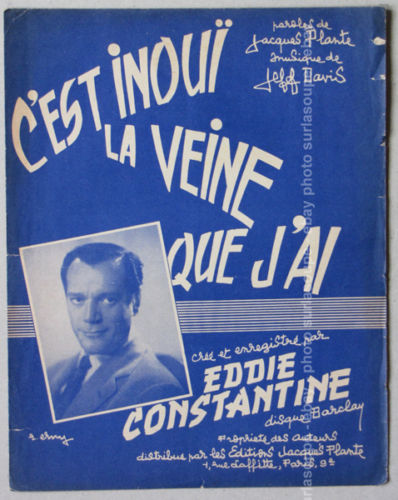 paroles de
Jacques Plante
musique de
Jeff Davis
C'EST INOUÏ
LA VEINE
QUE J'AI
créé et enregistré par
EDDIE
CONSTANTINE
disque Barclay
Propriété des auteurs
distribué par les Editions Jacques Plante
1, rue Laffitte, Paris, 9e